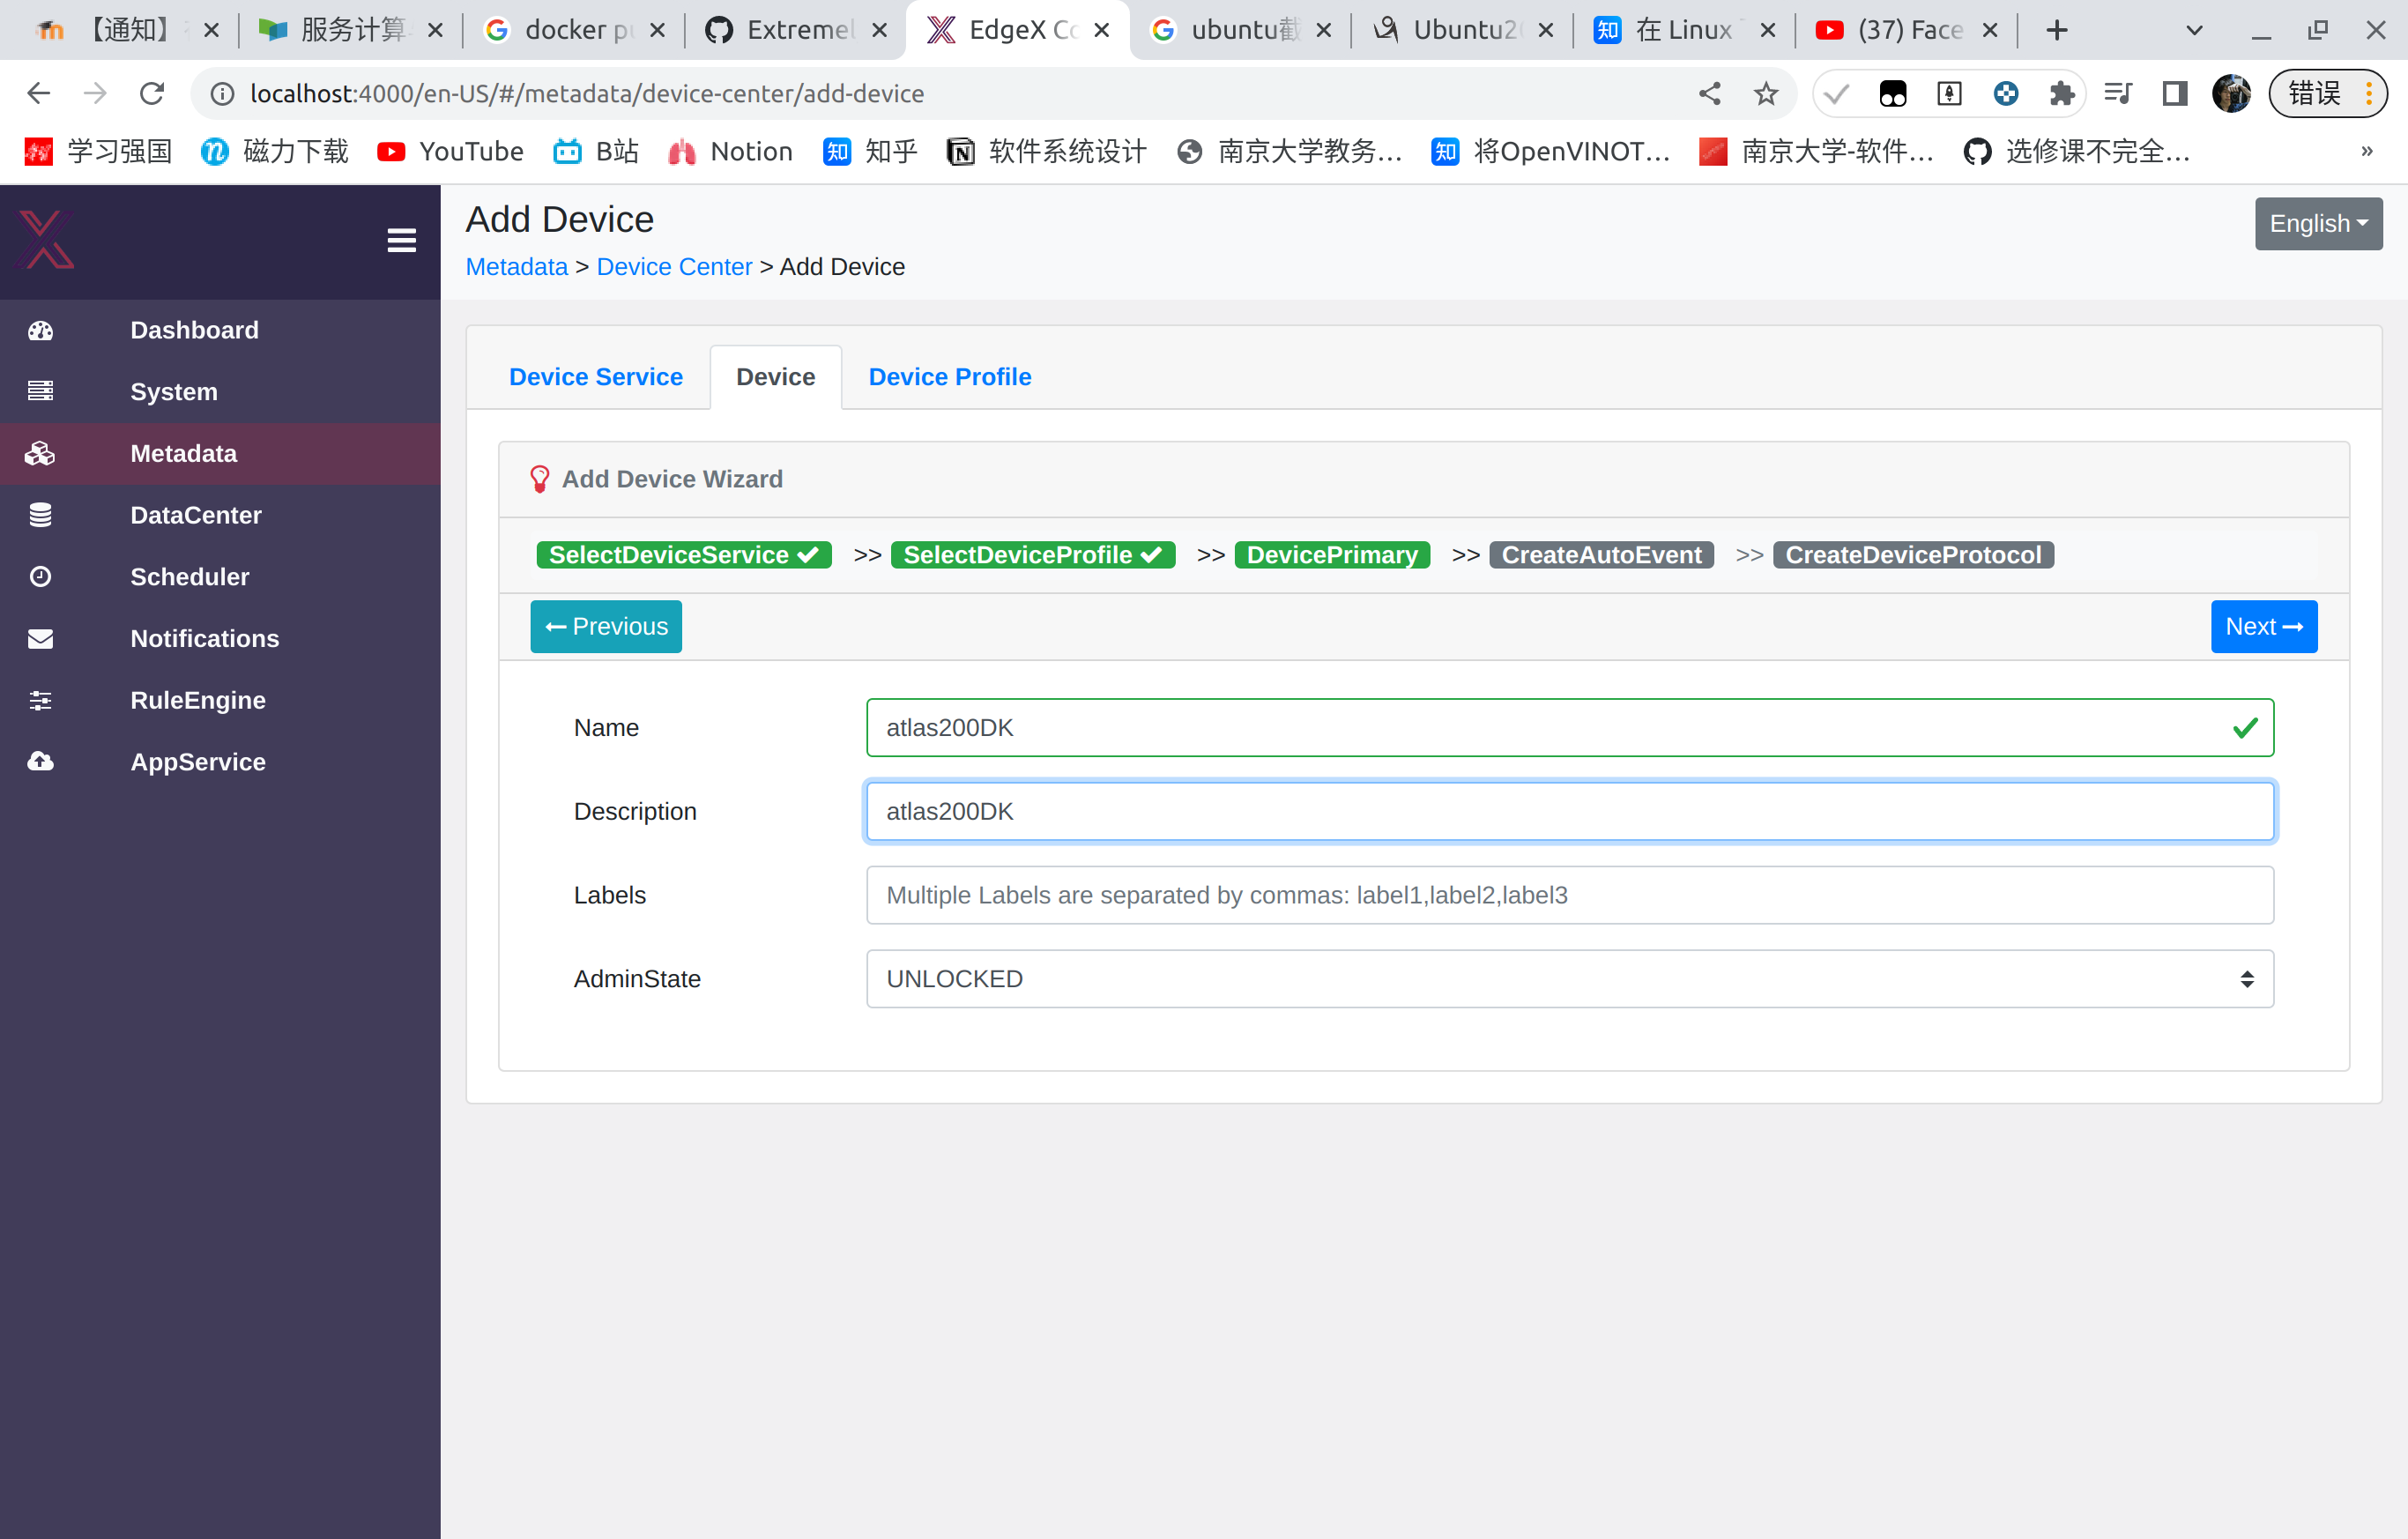 【通知】
服务计算
docker pu
Extremel
EdgeX Co
ubuntu截
Ubuntu20
在 Linux
(37) Face
localhost:4000/en-US/#/metadata/device-center/add-device
错误
学习强国
磁力下载
YouTube
B站
Notion
知 知乎
软件系统设计
南京大学教务...
知 将OpenVINOT...
南京大学-软件...
选修课不完全...
»
Add Device
English
Metadata > Device Center > Add Device
Dashboard
System
Metadata
DataCenter
Scheduler
Notifications
RuleEngine
AppService
Device Service
Device
Device Profile
Add Device Wizard
SelectDeviceService >> SelectDeviceProfile >> DevicePrimary >> CreateAutoEvent >> CreateDeviceProtocol
Previous
Next
Name
atlas200DK
Description
atlas200DK
Labels
Multiple Labels are separated by commas: label1,label2,label3
AdminState
UNLOCKED